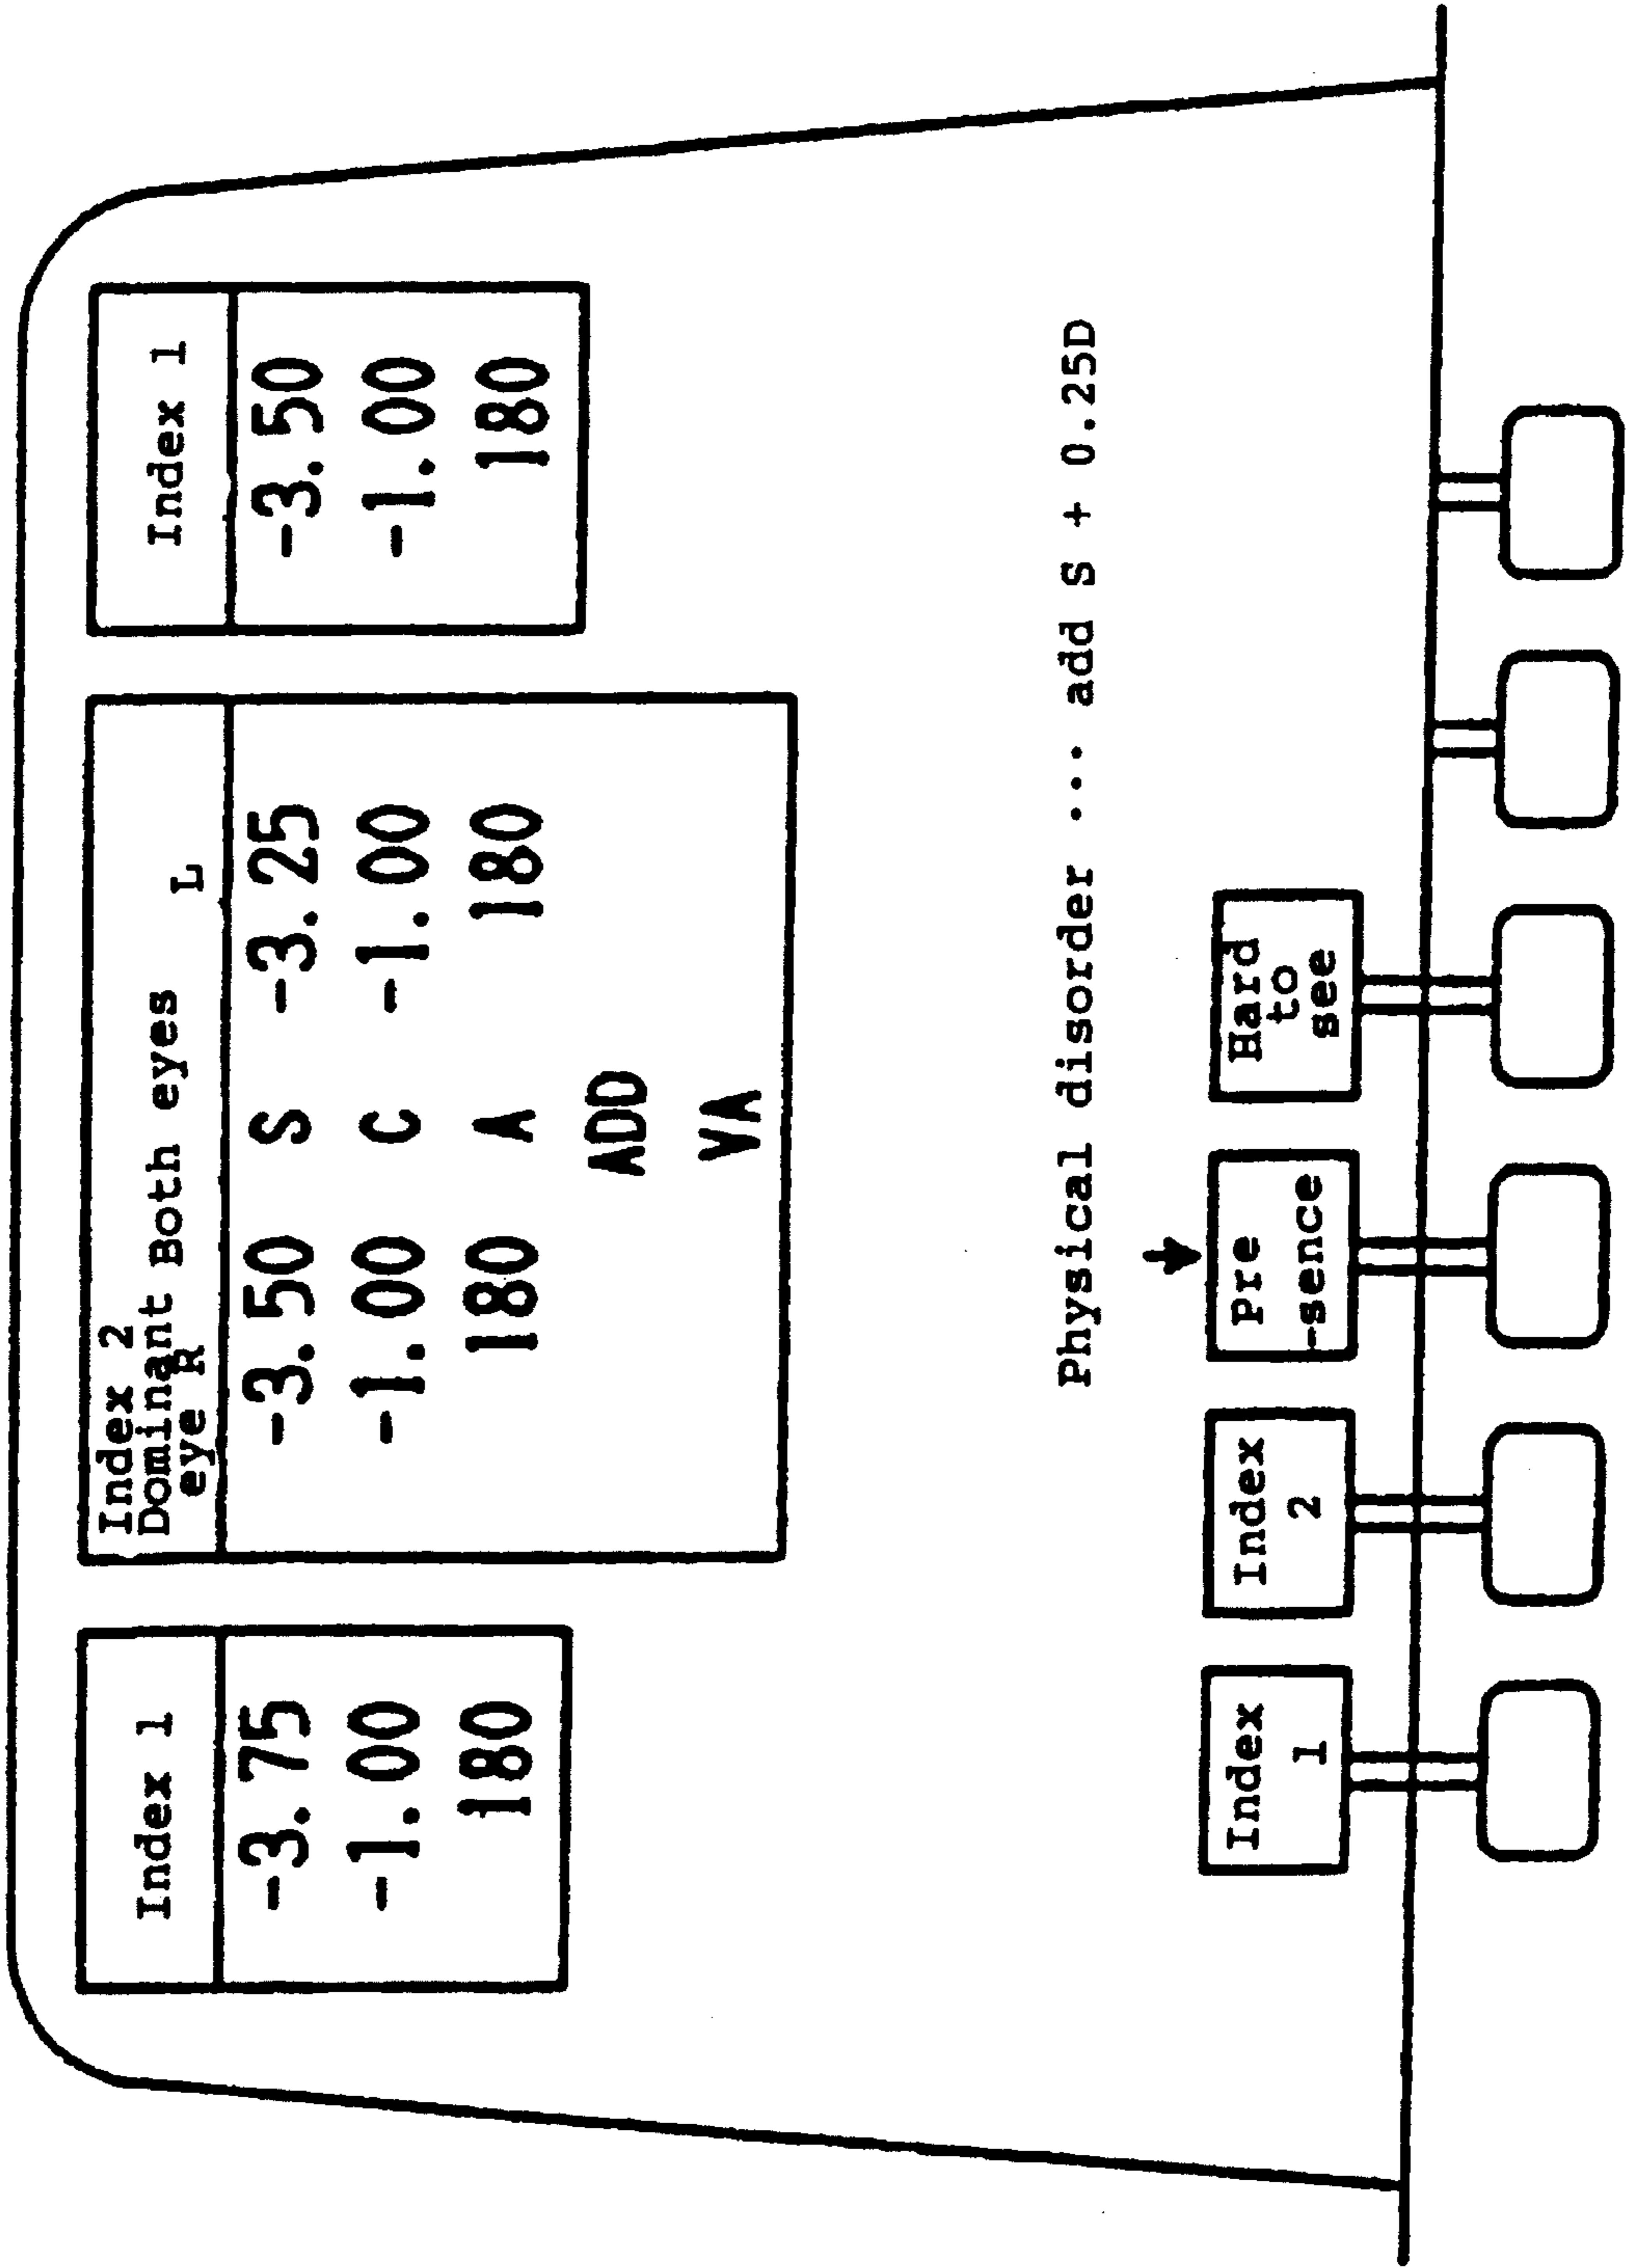 Index 1
-3.75
-1.00
180
Index 2
Dominant Both eyes
eye R L
-3.50 S -3.25
-1.00 C -1.00
180 A 180
ADD
VA
Index 1
-3.50
-1.00
180
Physical disorder ... add s + 0.25D
Index
1
Index
2
Pre
-sence
Hard
to
see